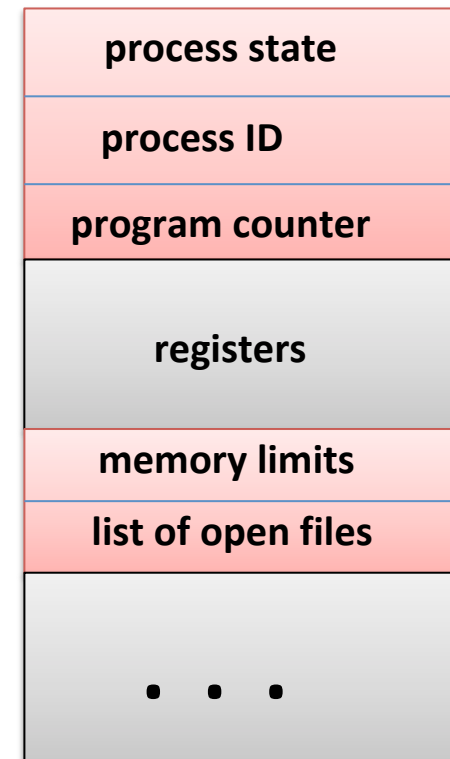 process state
process ID
program counter
registers
memory limits
list of open files
. . .